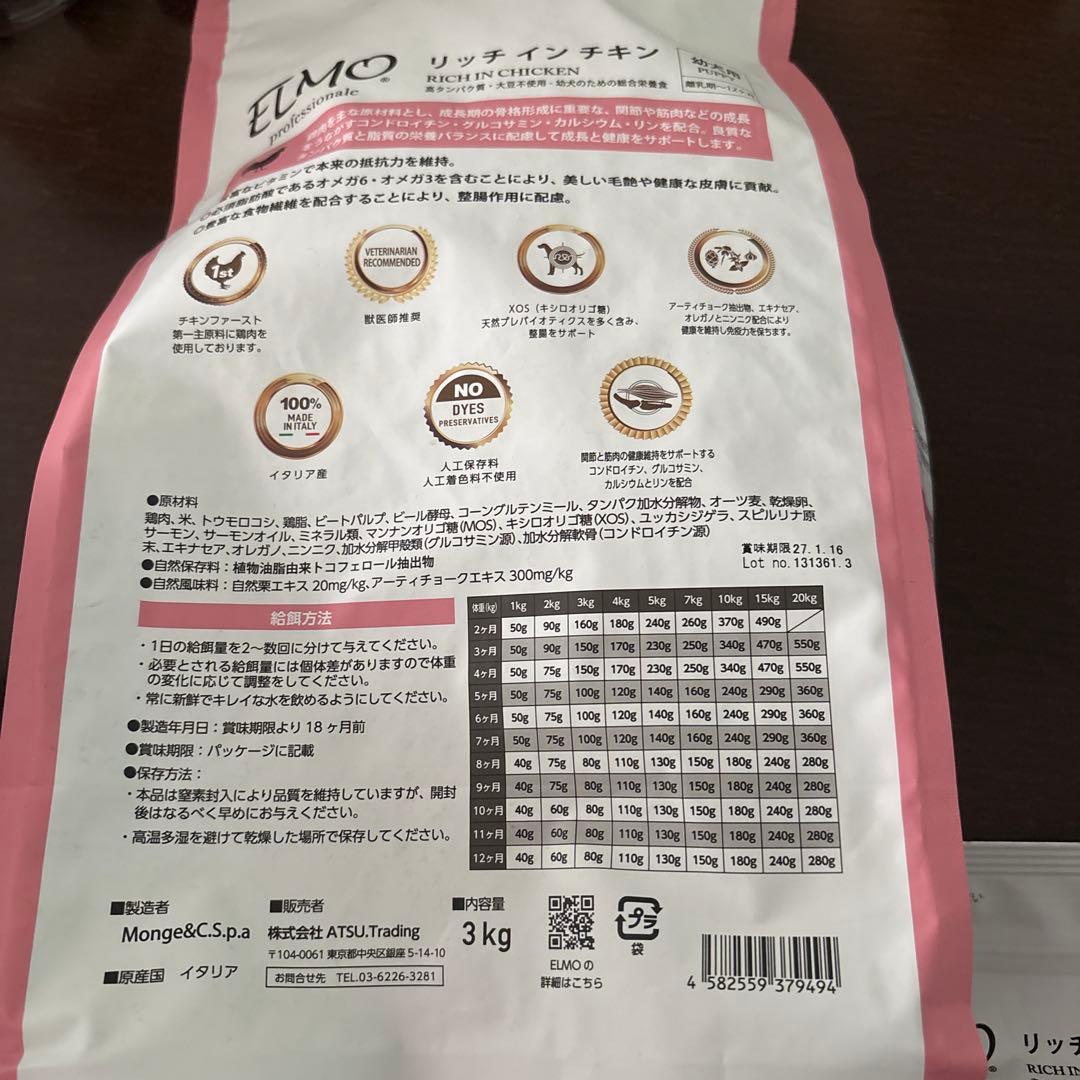 ELMO®
professionale
リッチ イン チキン
RICH IN CHICKEN
高タンパク質・大豆不使用 - 幼犬のための総合栄養食
幼犬用
PUPPY
離乳期〜12ヶ月
鶏肉を主な原材料とし、成長期の骨格形成に重要な、関節や筋肉などの成長
をうながすコンドロイチン・グルコサミン・カルシウム・リンを配合。良質な
タンパク質と脂質の栄養バランスに配慮して成長と健康をサポートします。
富なビタミンで本来の抵抗力を維持。
○必須脂肪酸であるオメガ6・オメガ3を含むことにより、美しい毛艶や健康な皮膚に貢献。
○豊富な食物繊維を配合することにより、整腸作用に配慮。
1st
チキンファースト
第一主原料に鶏肉を
使用しております。
VETERINARIAN
RECOMMENDED
獣医師推奨
XOS（キシロオリゴ糖）
天然プレバイオティクスを多く含み、
整腸をサポート
アーティチョーク抽出物、エキナセア、
オレガノとニンニク配合により
健康を維持し免疫力を保ちます。
100%
MADE
IN ITALY
イタリア産
NO
DYES
PRESERVATIVES
人工保存料
人工着色料不使用
関節と筋肉の健康維持をサポートする
コンドロイチン、グルコサミン、
カルシウムとリンを配合
●原材料
鶏肉、米、トウモロコシ、鶏脂、ビートパルプ、ビール酵母、コーングルテンミール、タンパク加水分解物、オーツ麦、乾燥卵、
サーモン、サーモンオイル、ミネラル類、マンナンオリゴ糖(MOS)、キシロオリゴ糖(XOS)、ユッカシジゲラ、スピルリナ原
末、エキナセア、オレガノ、ニンニク、加水分解甲殻類(グルコサミン源)、加水分解軟骨(コンドロイチン源)
●自然保存料：植物油脂由来トコフェロール抽出物
●自然風味料：自然栗エキス 20mg/kg、アーティチョークエキス 300mg/kg
賞味期限27.1.16
Lot no.131361.3
給餌方法
・1日の給餌量を2〜数回に分けて与えてください。
・必要とされる給餌量には個体差がありますので体重
の変化に応じて調整をしてください。
・常に新鮮でキレイな水を飲めるようにしてください。
●製造年月日：賞味期限より 18 ヶ月前
●賞味期限：パッケージに記載
●保存方法：
・本品は窒素封入により品質を維持していますが、開封
後はなるべく早めにお与えください。
・高温多湿を避けて乾燥した場所で保存してください。
体重(kg) 1kg 2kg 3kg 4kg 5kg 7kg 10kg 15kg 20kg
2ヶ月 50g 90g 160g 180g 240g 260g 370g 490g
3ヶ月 50g 90g 150g 170g 230g 250g 340g 470g 550g
4ヶ月 50g 75g 150g 170g 230g 250g 340g 470g 550g
5ヶ月 50g 75g 100g 120g 140g 160g 240g 290g 360g
6ヶ月 50g 75g 100g 120g 140g 160g 240g 290g 360g
7ヶ月 50g 75g 100g 120g 140g 160g 240g 290g 360g
8ヶ月 40g 75g 80g 110g 130g 150g 180g 240g 280g
9ヶ月 40g 75g 80g 110g 130g 150g 180g 240g 280g
10ヶ月 40g 60g 80g 110g 130g 150g 180g 240g 280g
11ヶ月 40g 60g 80g 110g 130g 150g 180g 240g 280g
12ヶ月 40g 60g 80g 110g 130g 150g 180g 240g 280g
■製造者
Monge&C.S.p.a
■原産国 イタリア
■販売者
株式会社 ATSU.Trading
〒104-0061 東京都中央区銀座 5-14-10
お問合せ先 TEL.03-6226-3281
■内容量
3kg
ELMO の
詳細はこちら
プラ
袋
4 582559 379494
リッチ
RICH IN